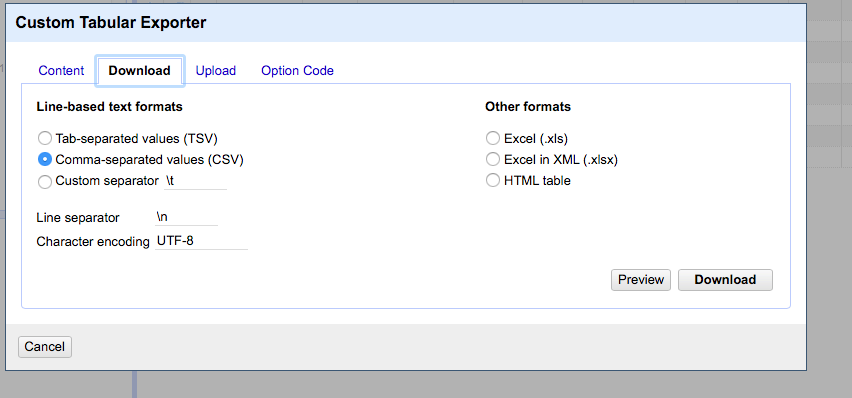 Custom Tabular Exporter
Content Download Upload Option Code
Line-based text formats
Tab-separated values (TSV)
Comma-separated values (CSV)
Custom separator \t
Line separator \n
Character encoding UTF-8
Other formats
Excel (.xls)
Excel in XML (.xlsx)
HTML table
Preview Download
Cancel